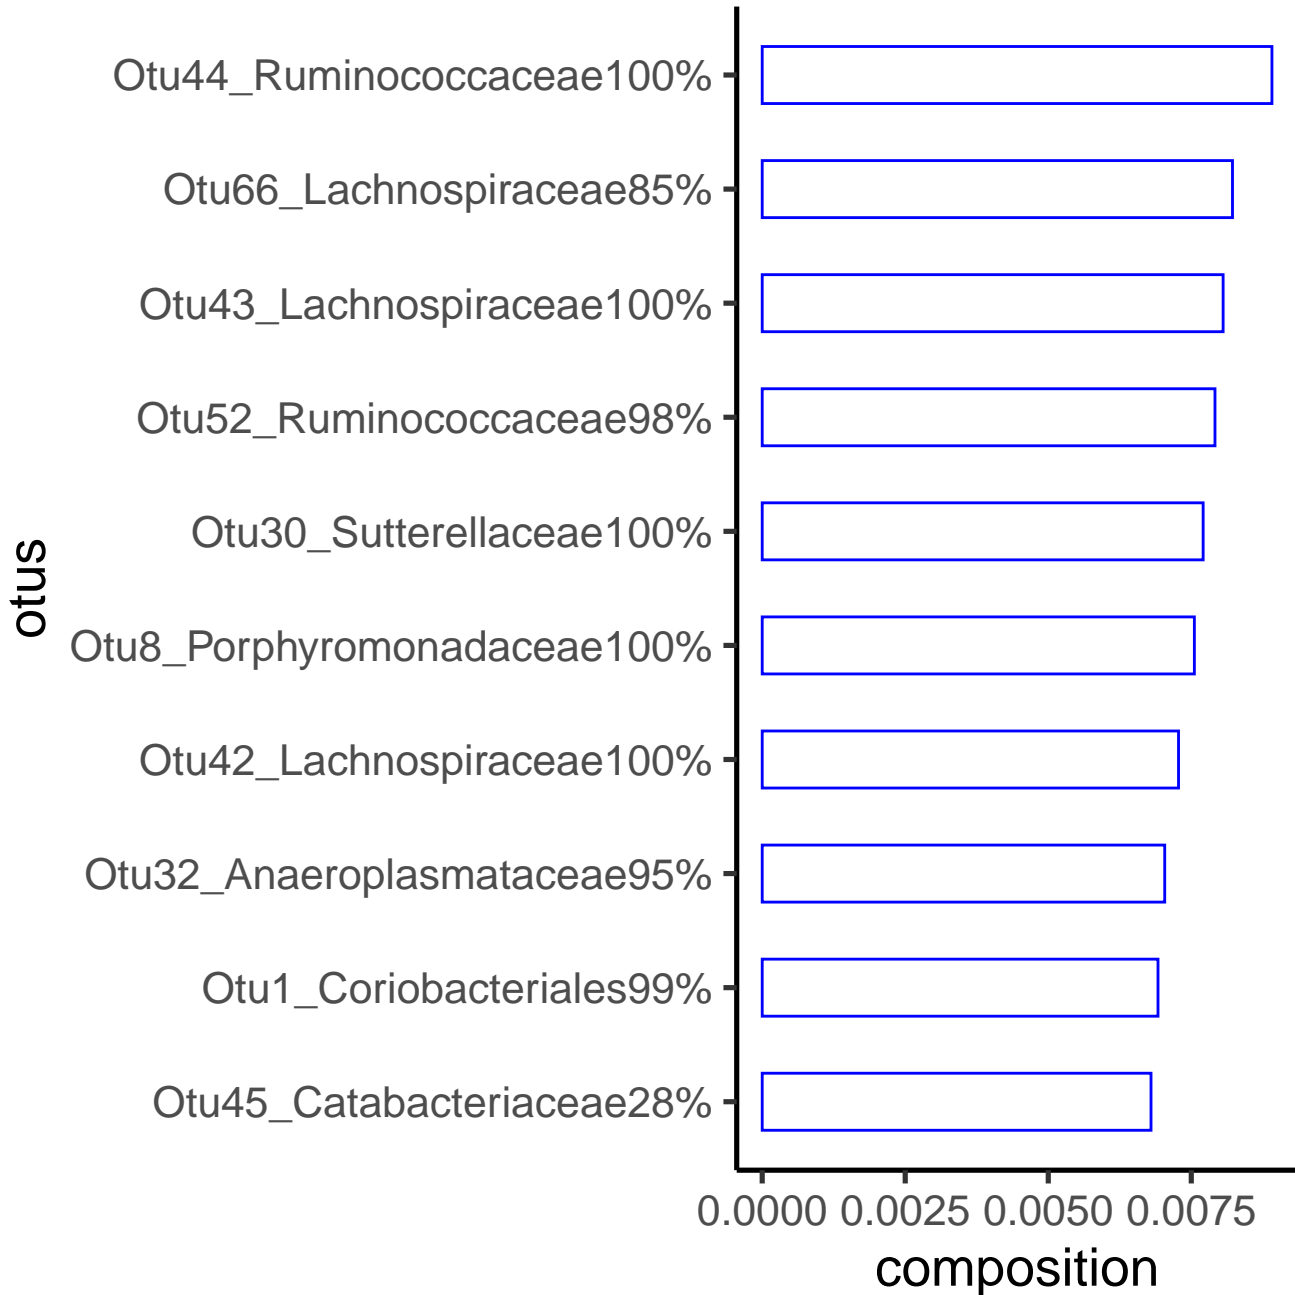 Otu44_Ruminococcaceae100%
Otu66_Lachnospiraceae85%
Otu43_Lachnospiraceae100%
Otu52_Ruminococcaceae98%
Otu30_Sutterellaceae100%
Otu8_Porphyromonadaceae100%
Otu42_Lachnospiraceae100%
Otu32_Anaeroplasmataceae95%
Otu1_Coriobacteriales99%
Otu45_Catabacteriaceae28%
otus
0.0000 0.0025 0.0050 0.0075
composition